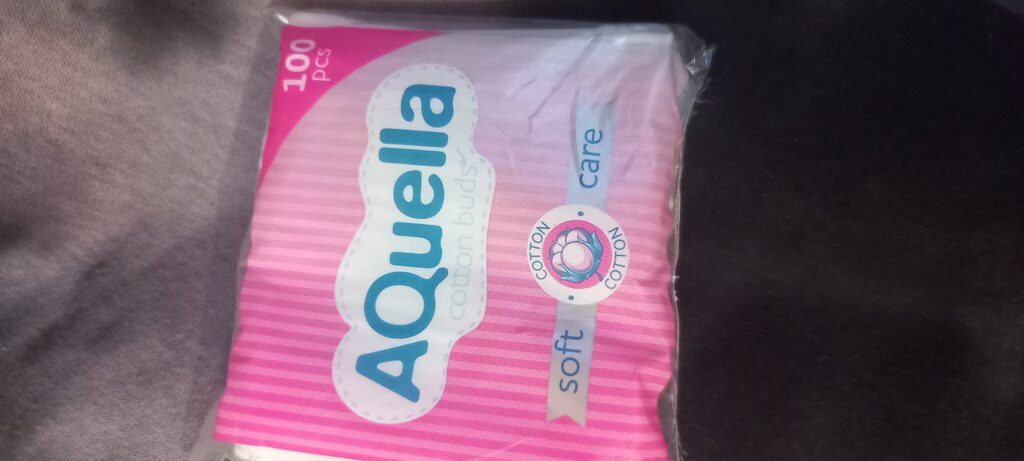 100
pcs
AQuella
cotton buds
soft
care
COTTON
COTTON